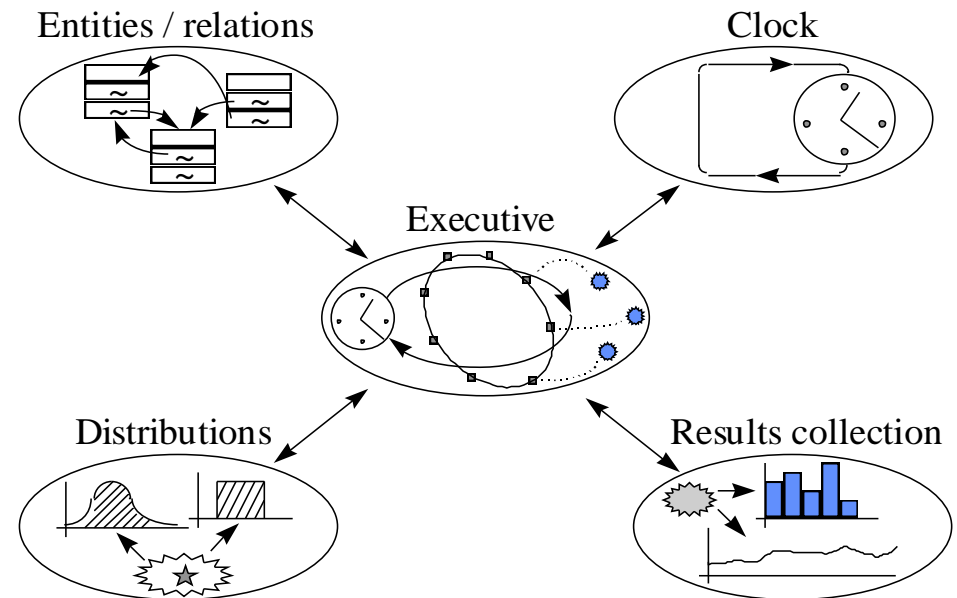 Entities / relations
Clock
Executive
Distributions
Results collection